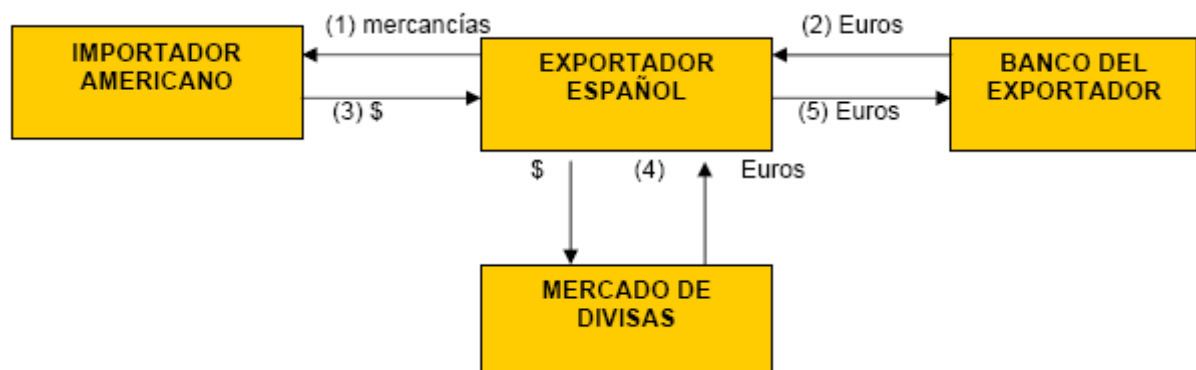 (1) mercancías
(2) Euros
IMPORTADOR
AMERICANO
EXPORTADOR
ESPAÑOL
BANCO DEL
EXPORTADOR
(3) $
(5) Euros
$ (4) Euros
MERCADO DE
DIVISAS